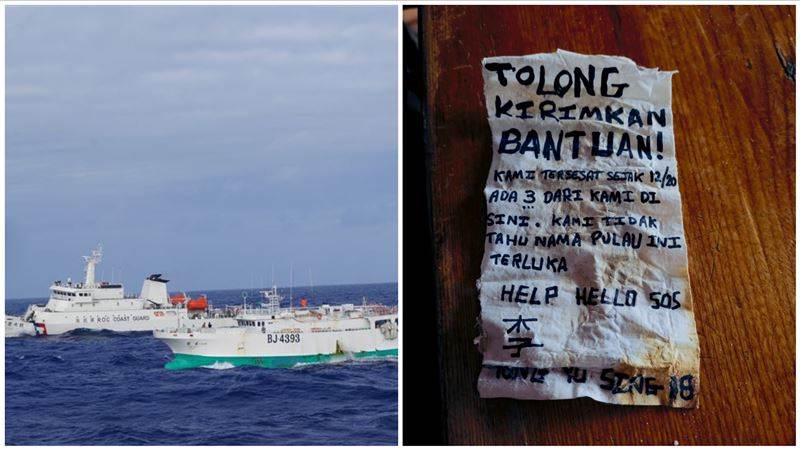 R.O.C. COAST GUARD
BJ 4393
TOLONG
KIRIMKAN
BANTUAN!
KAMI TERSESAT SEJAK 12/20
ADA 3 DARI KAMI DI
SINI. KAMI TIDAK
TAHU NAMA PULAU INI
TERLUKA
HELP HELLO SOS
李
YU SING 18